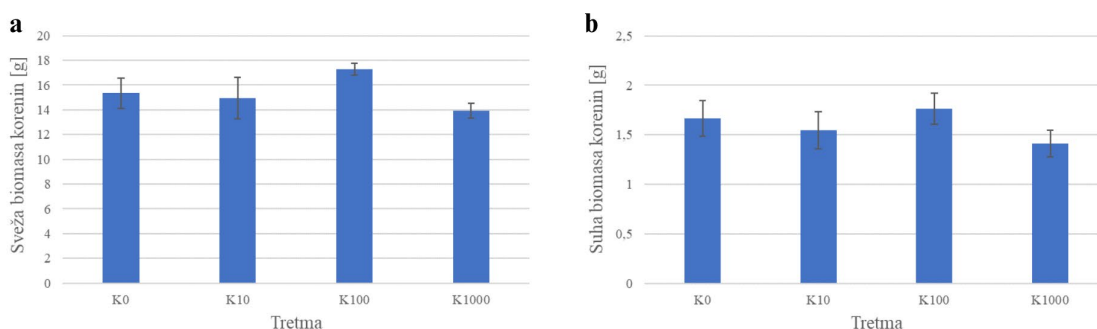 a
Sveža biomasa korenin [g]
20
18
16
14
12
10
8
6
4
2
0
K0 K10 K100 K1000
Tretma
b
Suha biomasa korenin [g]
2,5
2
1,5
1
0,5
0
K0 K10 K100 K1000
Tretma